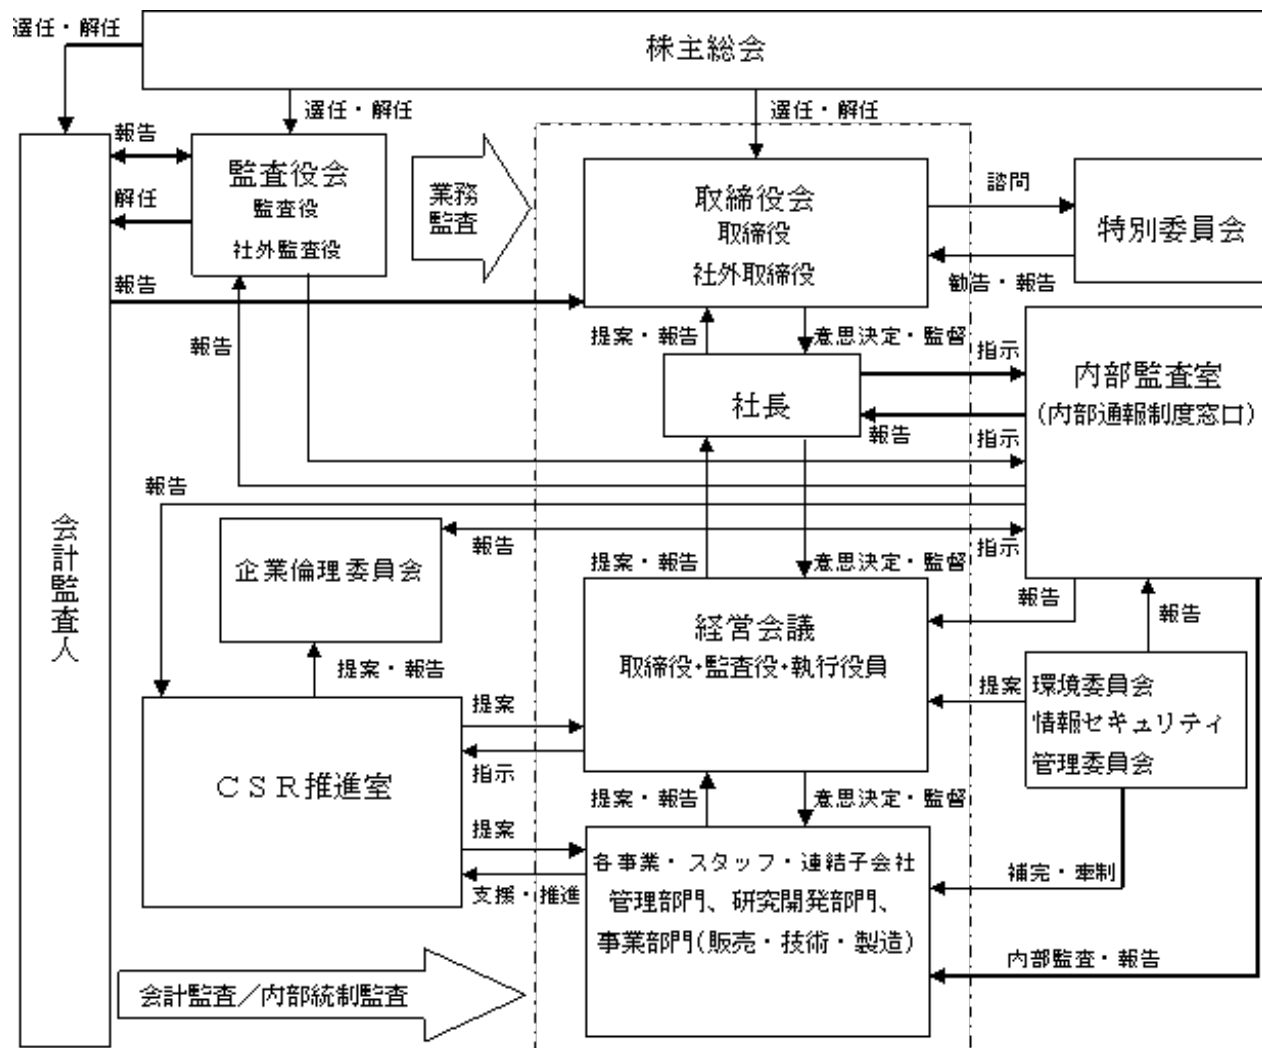 選任・解任
株主総会
選任・解任
選任・解任
報告
監査役会
監査役
社外監査役
解任
業務
監査
取締役会
取締役
社外取締役
諮問
特別委員会
勧告・報告
報告
報告
提案・報告
意思決定・監督
指示
社長
内部監査室
(内部通報制度窓口)
報告
指示
報告
会計監査人
企業倫理委員会
報告
指示
提案・報告
意思決定・監督
報告
報告
経営会議
取締役・監査役・執行役員
提案・報告
提案
環境委員会
情報セキュリティ
管理委員会
提案
指示
CSR推進室
提案・報告
意思決定・監督
提案
支援・推進
各事業・スタッフ・連結子会社
管理部門、研究開発部門、
事業部門(販売・技術・製造)
補完・牽制
内部監査・報告
会計監査/内部統制監査